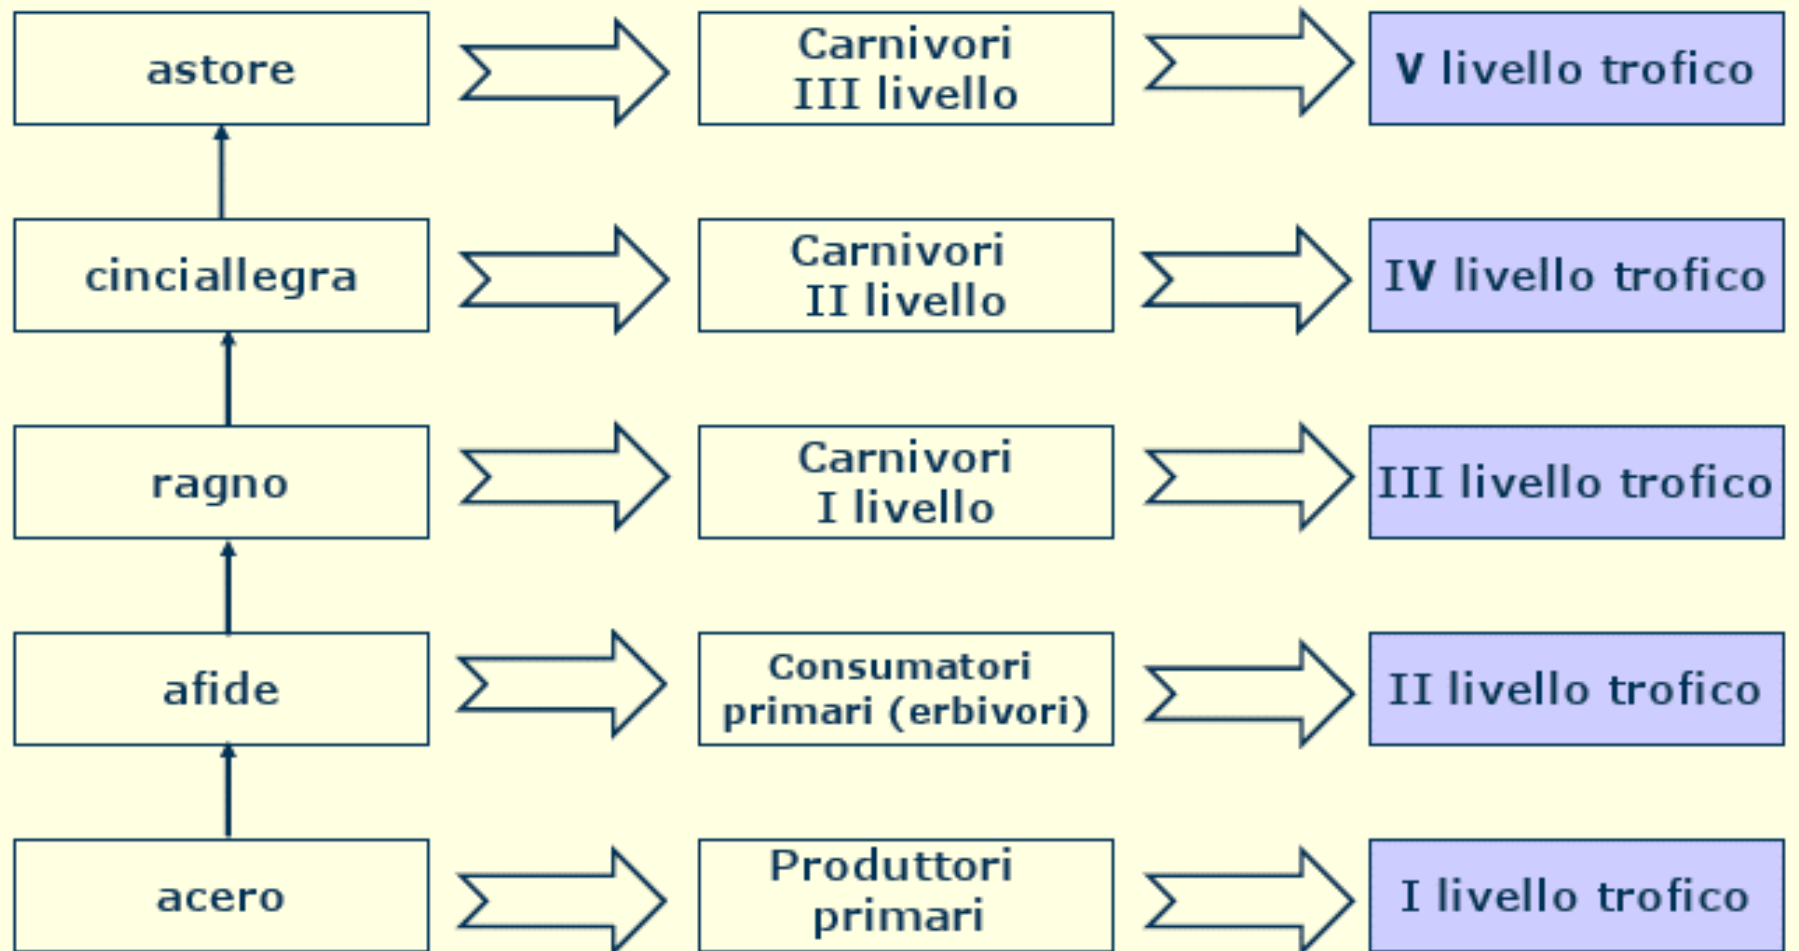 astore
Carnivori
III livello
V livello trofico
cinciallegra
Carnivori
II livello
IV livello trofico
ragno
Carnivori
I livello
III livello trofico
afide
Consumatori
primari (erbivori)
II livello trofico
acero
Produttori
primari
I livello trofico